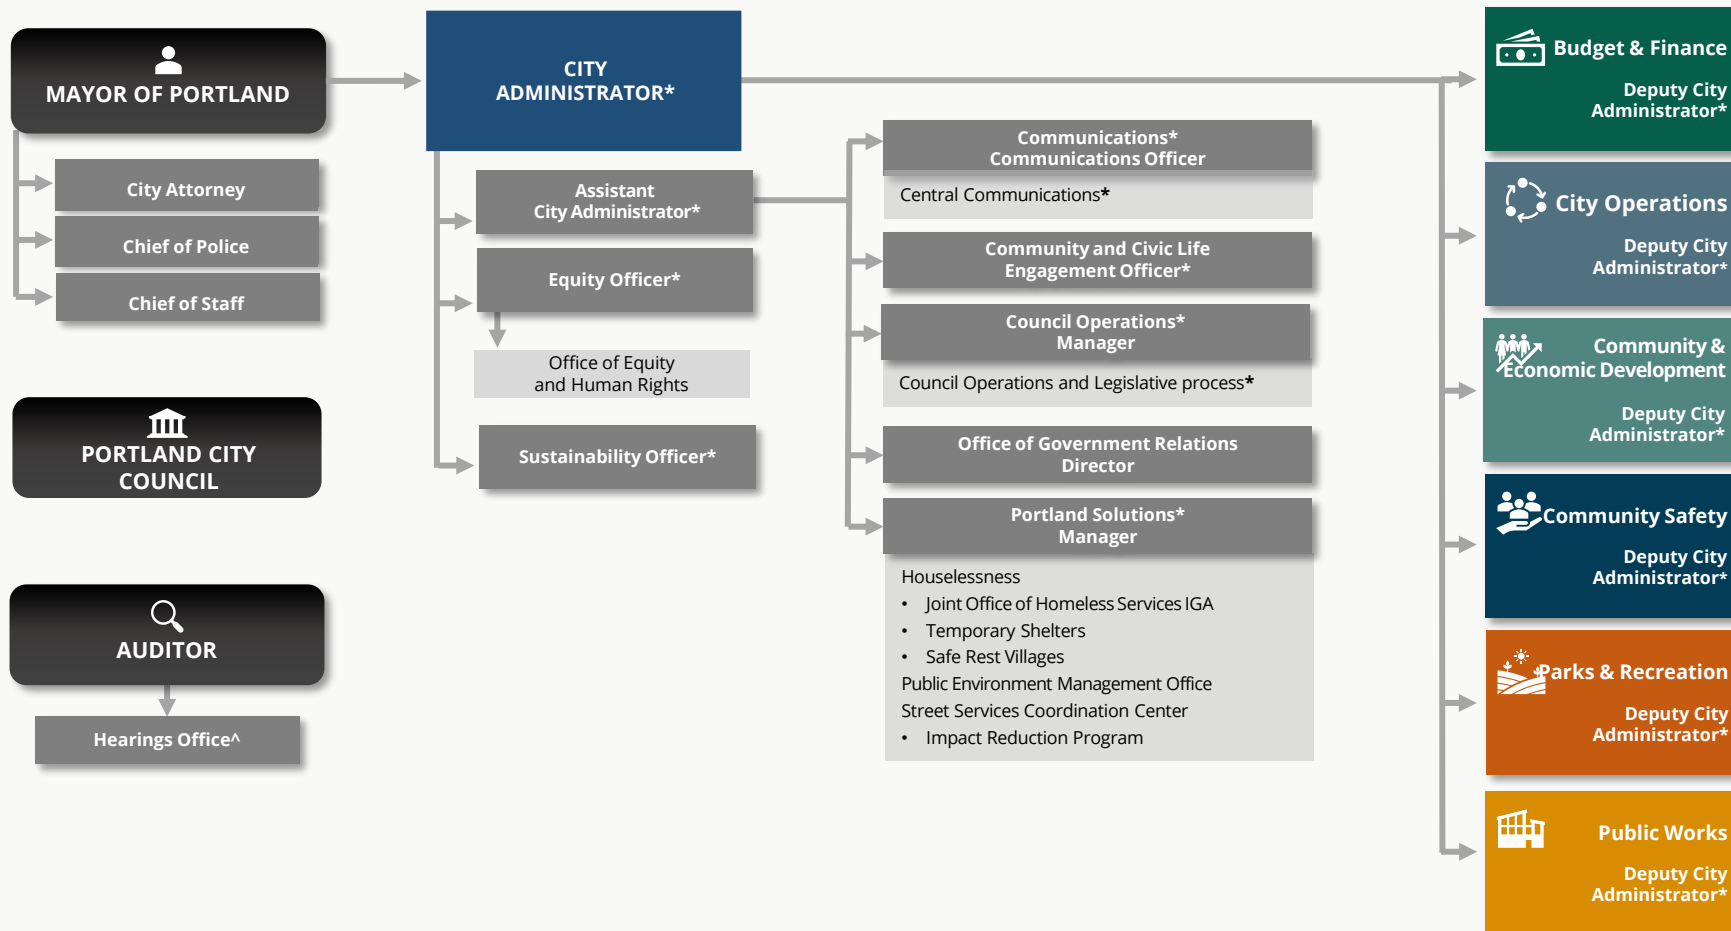 MAYOR OF PORTLAND
City Attorney
Chief of Police
Chief of Staff
PORTLAND CITY
COUNCIL
AUDITOR
Hearings Office^
CITY
ADMINISTRATOR*
Assistant
City Administrator*
Equity Officer*
Office of Equity
and Human Rights
Sustainability Officer*
Communications*
Communications Officer
Central Communications*
Community and Civic Life
Engagement Officer*
Council Operations*
Manager
Council Operations and Legislative process*
Office of Government Relations
Director
Portland Solutions*
Manager
Houselessness
• Joint Office of Homeless Services IGA
• Temporary Shelters
• Safe Rest Villages
Public Environment Management Office
Street Services Coordination Center
• Impact Reduction Program
Budget & Finance
Deputy City
Administrator*
City Operations
Deputy City
Administrator*
Community &
Economic Development
Deputy City
Administrator*
Community Safety
Deputy City
Administrator*
Parks & Recreation
Deputy City
Administrator*
Public Works
Deputy City
Administrator*